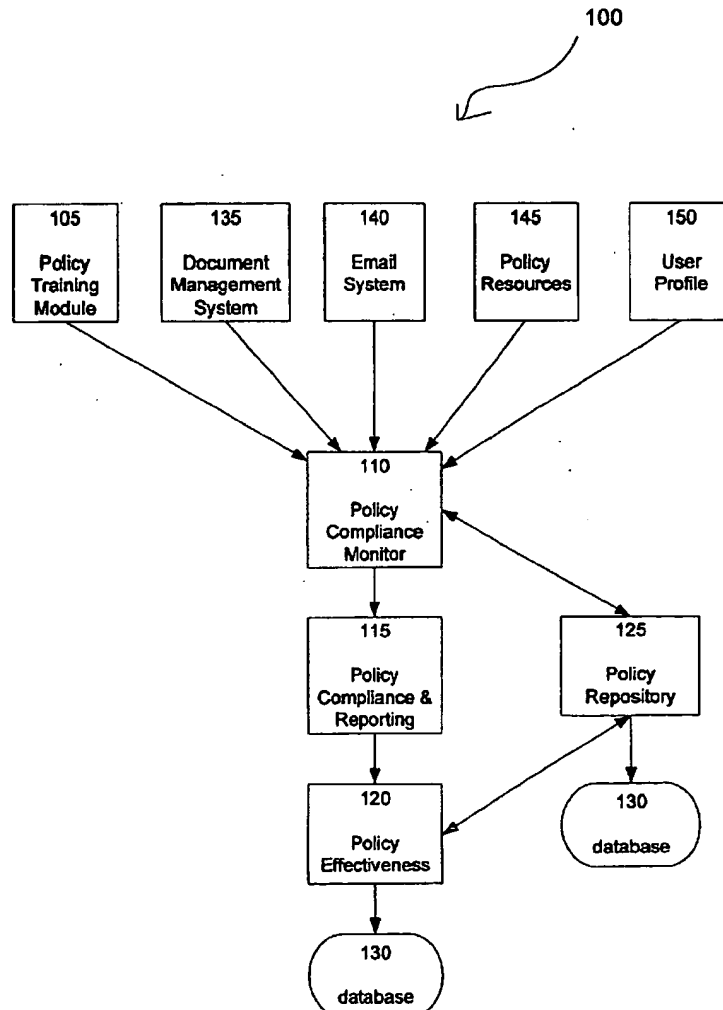 100
105
Policy
Training
Module
135
Document
Management
System
140
Email
System
145
Policy
Resources
150
User
Profile
110
Policy
Compliance
Monitor
115
Policy
Compliance &
Reporting
125
Policy
Repository
120
Policy
Effectiveness
130
database
130
database